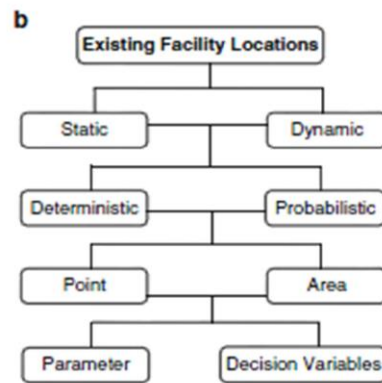 b
Existing Facility Locations
Static Dynamic
Deterministic Probabilistic
Point Area
Parameter Decision Variables